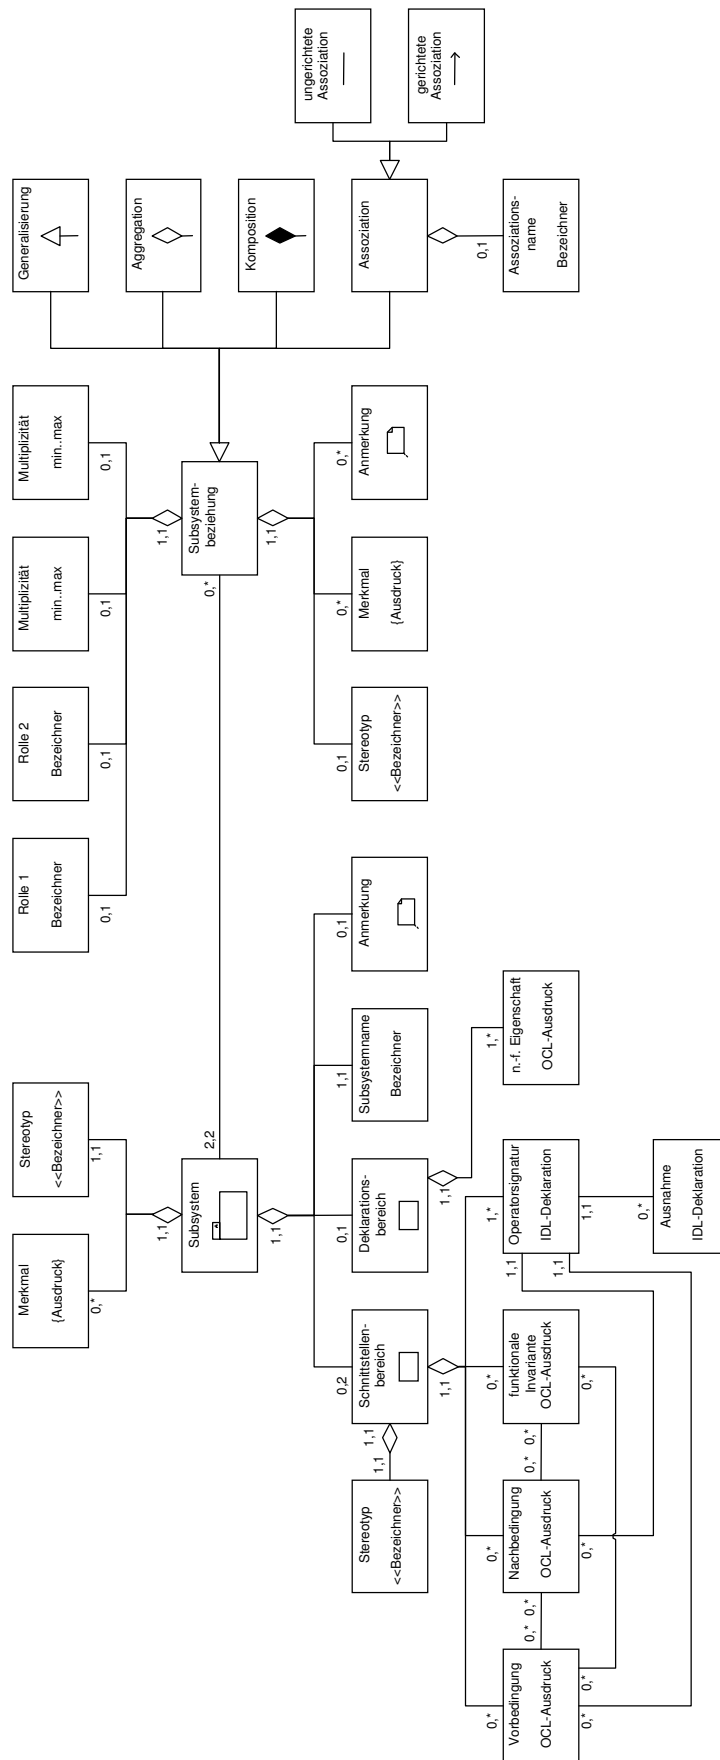 Merkmal
{Ausdruck}
0,*
Stereotyp
<<Bezeichner>>
1,1
Rolle 1
Bezeichner
0,1
Rolle 2
Bezeichner
0,1
Multiplizität
min..max
0,1
Multiplizität
min..max
0,1
Generalisierung
Aggregation
Komposition
1,1
Subsystem
1,1
2,2
0,*
1,1
Subsystem-
beziehung
1,1
ungerichtete
Assoziation
gerichtete
Assoziation
Stereotyp
<<Bezeichner>>
1,1
1,1
0,2
Schnittstellen-
bereich
1,1
0,1
Deklarations-
bereich
1,1
1,1
Subsystemname
Bezeichner
0,1
Anmerkung
0,1
Stereotyp
<<Bezeichner>>
0,*
Merkmal
{Ausdruck}
0,*
Anmerkung
Assoziation
0,1
Assoziations-
name
Bezeichner
0,*
Vorbedingung
OCL-Ausdruck
0,*
0,*
0,*
0,*
0,*
Nachbedingung
OCL-Ausdruck
0,*
0,*
0,*
0,*
funktionale
Invariante
OCL-Ausdruck
0,*
1,*
Operatorsignatur
IDL-Deklaration
1,1
1,1
1,1
1,*
n.-f. Eigenschaft
OCL-Ausdruck
0,*
Ausnahme
IDL-Deklaration